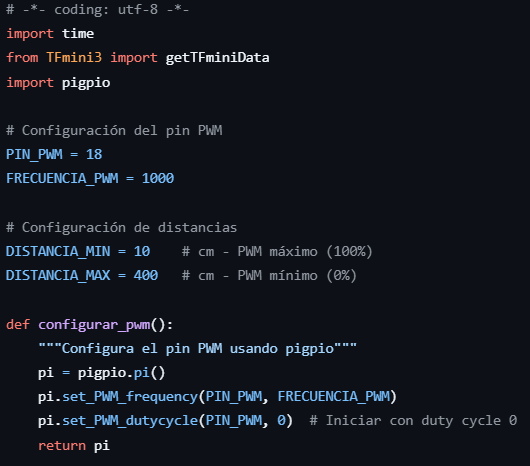 # -*- coding: utf-8 -*-
import time
from TFmini3 import getTFminiData
import pigpio

# Configuración del pin PWM
PIN_PWM = 18
FRECUENCIA_PWM = 1000

# Configuración de distancias
DISTANCIA_MIN = 10    # cm - PWM máximo (100%)
DISTANCIA_MAX = 400   # cm - PWM mínimo (0%)

def configurar_pwm():
    """Configura el pin PWM usando pigpio"""
    pi = pigpio.pi()
    pi.set_PWM_frequency(PIN_PWM, FRECUENCIA_PWM)
    pi.set_PWM_dutycycle(PIN_PWM, 0)  # Iniciar con duty cycle 0
    return pi